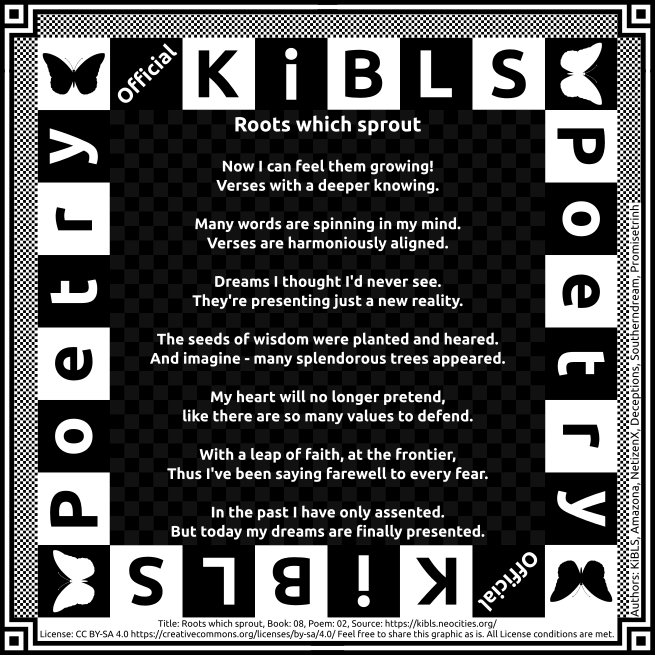 Official KiBLS
Poetry
Poetry
Roots which sprout
Now I can feel them growing!
Verses with a deeper knowing.
Many words are spinning in my mind.
Verses are harmoniously aligned.
Dreams I thought I'd never see.
They're presenting just a new reality.
The seeds of wisdom were planted and heared.
And imagine - many splendorous trees appeared.
My heart will no longer pretend,
like there are so many values to defend.
With a leap of faith, at the frontier,
Thus I've been saying farewell to every fear.
In the past I have only assented.
But today my dreams are finally presented.
Official KiBLS
Authors: KiBLS, Amazona, NetizenX, Deceptions, Southerndream, Promisetrinh
Title: Roots which sprout, Book: 08, Poem: 02, Source: https://kibls.neocities.org/
License: CC BY-SA 4.0 https://creativecommons.org/licenses/by-sa/4.0/ Feel free to share this graphic as is. All License conditions are met.